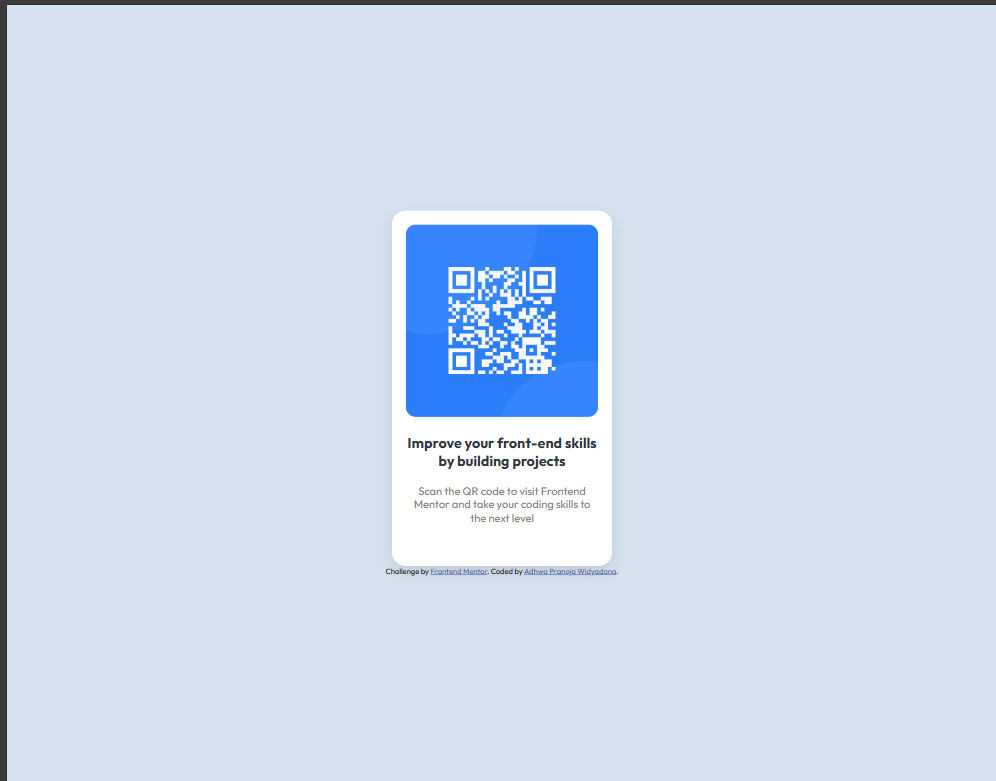 Improve your front-end skills
by building projects
Scan the QR code to visit Frontend
Mentor and take your coding skills to
the next level
Challenge by Frontend Mentor. Coded by Adhwa Pranaja Widyadana.